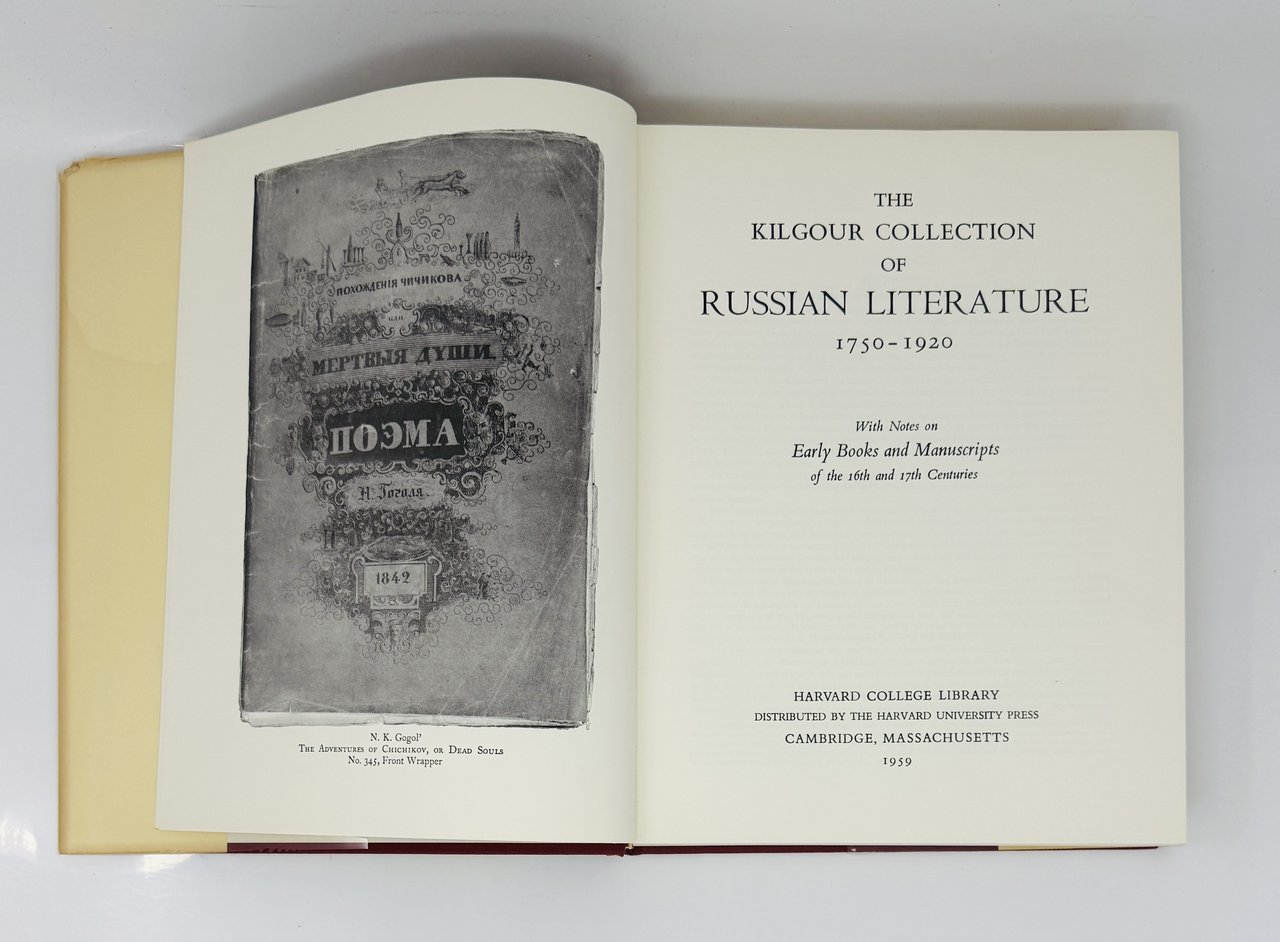 ПОХОЖДЕНІЯ ЧИЧИКОВА
ИЛИ
МЕРТВЫЯ ДУШИ.
ПОЭМА
Н. Гоголя.
1842
N. K. Gogol'
The Adventures of Chichikov, or Dead Souls
No. 345, Front Wrapper
THE
KILGOUR COLLECTION
OF
RUSSIAN LITERATURE
1750-1920
With Notes on
Early Books and Manuscripts
of the 16th and 17th Centuries
HARVARD COLLEGE LIBRARY
DISTRIBUTED BY THE HARVARD UNIVERSITY PRESS
CAMBRIDGE, MASSACHUSETTS
1959